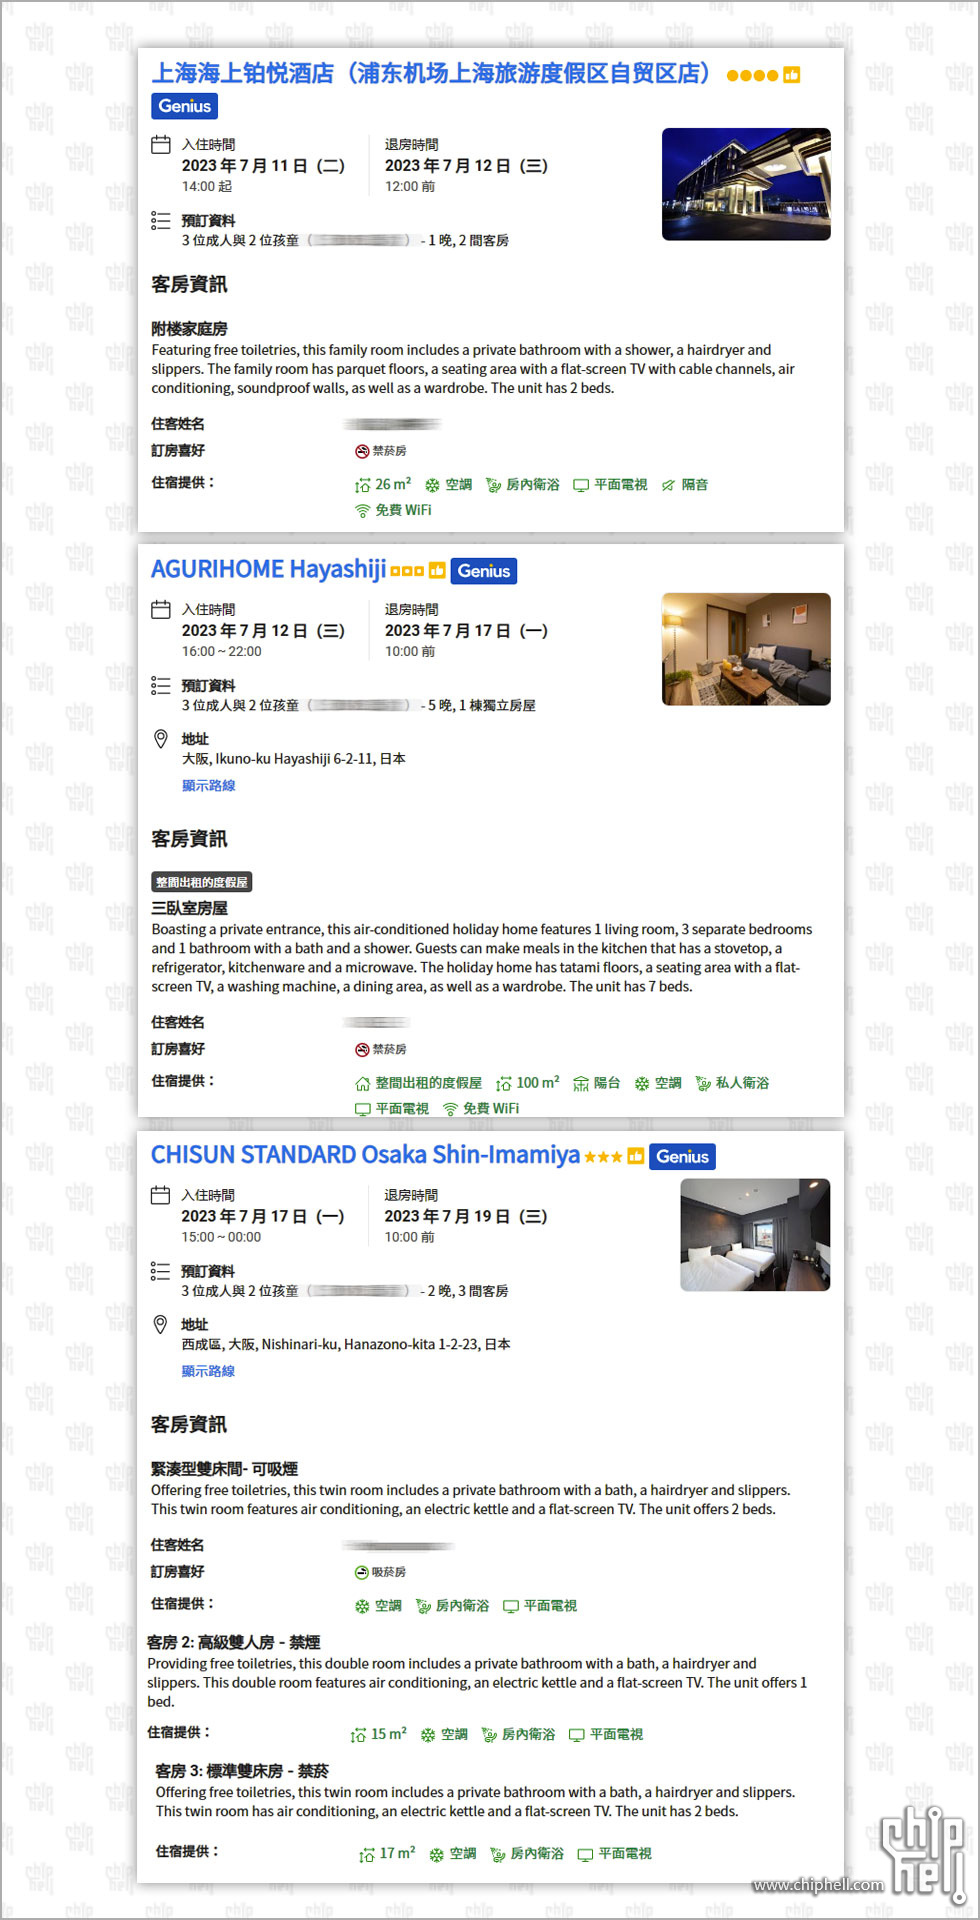 上海海上铂悦酒店（浦东机场上海旅游度假区自贸区店）
Genius
入住時間
2023 年 7 月 11 日（二）
14:00 起
退房時間
2023 年 7 月 12 日（三）
12:00 前
預訂資料
3 位成人與 2 位孩童（ ） - 1 晚, 2 間客房
客房資訊
附楼家庭房
Featuring free toiletries, this family room includes a private bathroom with a shower, a hairdryer and
slippers. The family room has parquet floors, a seating area with a flat-screen TV with cable channels, air
conditioning, soundproof walls, as well as a wardrobe. The unit has 2 beds.
住客姓名
訂房喜好 禁菸房
住宿提供： 26 m² 空調 房內衛浴 平面電視 隔音
免費 WiFi
AGURIHOME Hayashiji Genius
入住時間
2023 年 7 月 12 日（三）
16:00 ~ 22:00
退房時間
2023 年 7 月 17 日（一）
10:00 前
預訂資料
3 位成人與 2 位孩童（ ） - 5 晚, 1 棟獨立房屋
地址
大阪, Ikuno-ku Hayashiji 6-2-11, 日本
顯示路線
客房資訊
整間出租的度假屋
三臥室房屋
Boasting a private entrance, this air-conditioned holiday home features 1 living room, 3 separate bedrooms
and 1 bathroom with a bath and a shower. Guests can make meals in the kitchen that has a stovetop, a
refrigerator, kitchenware and a microwave. The holiday home has tatami floors, a seating area with a flat-
screen TV, a washing machine, a dining area, as well as a wardrobe. The unit has 7 beds.
住客姓名
訂房喜好 禁菸房
住宿提供： 整間出租的度假屋 100 m² 陽台 空調 私人衛浴
平面電視 免費 WiFi
CHISUN STANDARD Osaka Shin-Imamiya Genius
入住時間
2023 年 7 月 17 日（一）
15:00 ~ 00:00
退房時間
2023 年 7 月 19 日（三）
10:00 前
預訂資料
3 位成人與 2 位孩童（ ） - 2 晚, 3 間客房
地址
西成區, 大阪, Nishinari-ku, Hanazono-kita 1-2-23, 日本
顯示路線
客房資訊
緊湊型雙床間- 可吸煙
Offering free toiletries, this twin room includes a private bathroom with a bath, a hairdryer and slippers.
This twin room features air conditioning, an electric kettle and a flat-screen TV. The unit offers 2 beds.
住客姓名
訂房喜好 吸菸房
住宿提供： 空調 房內衛浴 平面電視
客房 2: 高級雙人房 - 禁煙
Providing free toiletries, this double room includes a private bathroom with a bath, a hairdryer and
slippers. This double room features air conditioning, an electric kettle and a flat-screen TV. The unit offers 1
bed.
住宿提供： 15 m² 空調 房內衛浴 平面電視
客房 3: 標準雙床房 - 禁菸
Offering free toiletries, this twin room includes a private bathroom with a bath, a hairdryer and slippers.
This twin room has air conditioning, an electric kettle and a flat-screen TV. The unit has 2 beds.
住宿提供： 17 m² 空調 房內衛浴 平面電視
chip
hell
www.chiphell.com